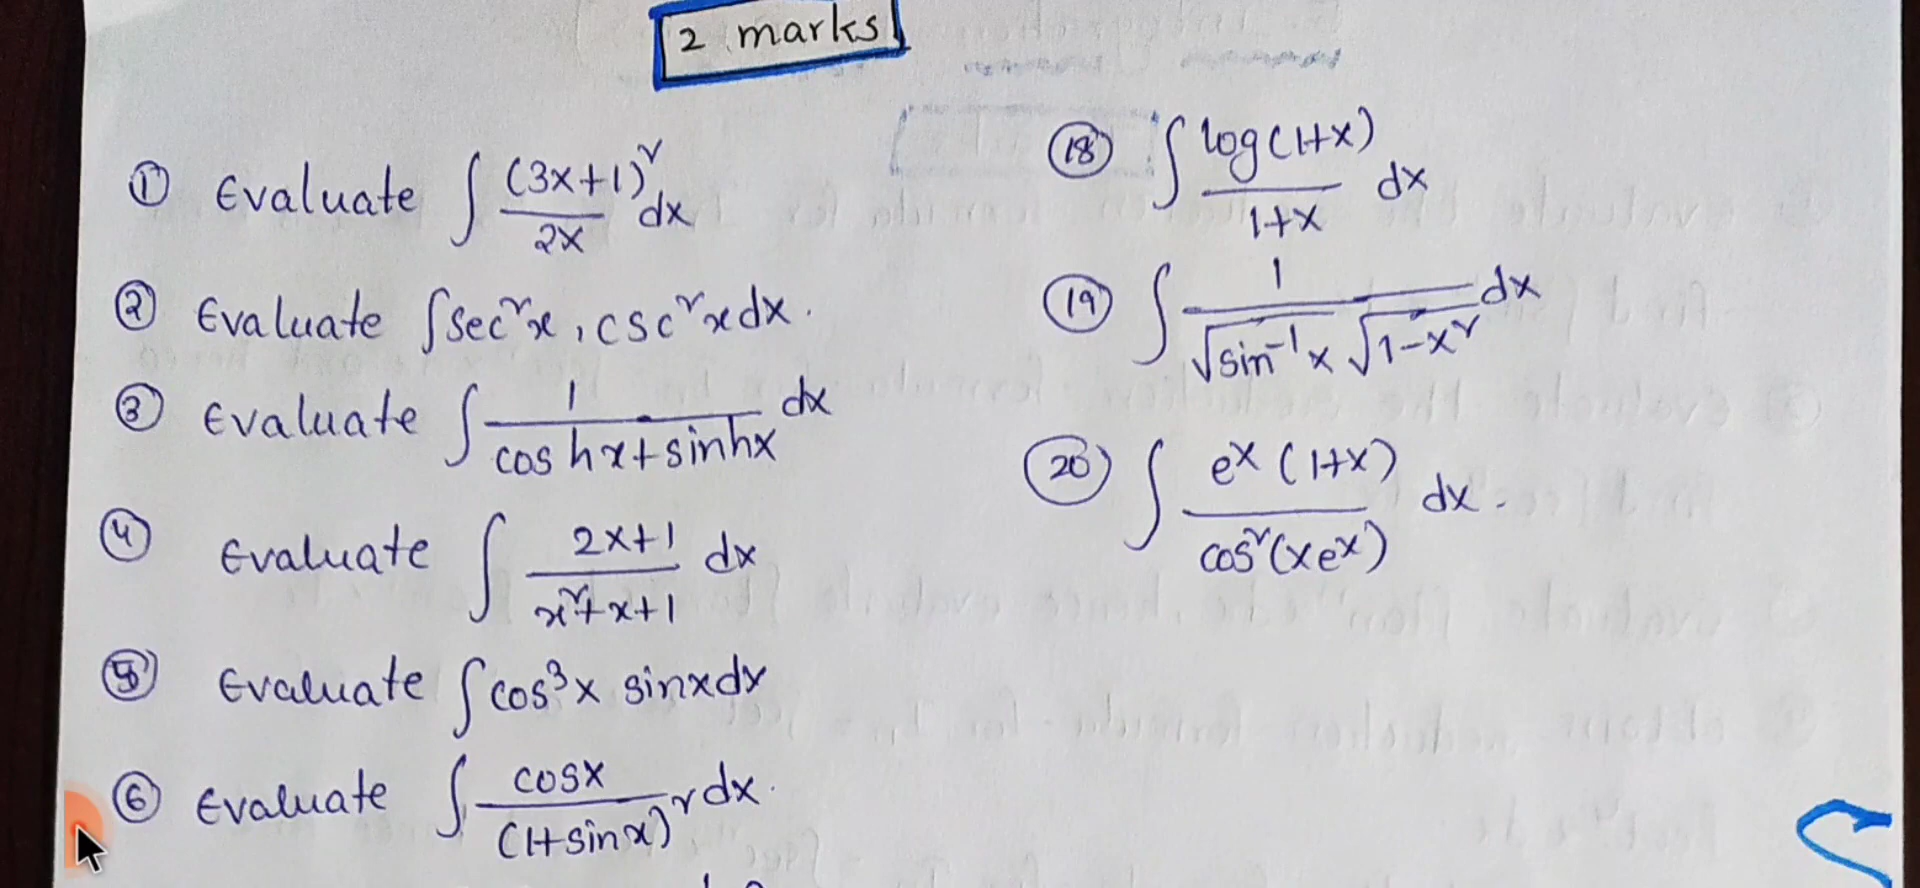 2 marks
① Evaluate ∫ (3x+1)² / 2x dx
② Evaluate ∫sec²x . csc²x dx.
③ Evaluate ∫ 1 / cos hx + sinhx dx
④ Evaluate ∫ 2x+1 / x²+x+1 dx
⑤ Evaluate ∫cos³x sinx dx
⑥ Evaluate ∫ cosx / (1+sinx)² dx.
⑱ ∫ log(1+x) / 1+x dx
⑲ ∫ 1 / √sin⁻¹x √1-x² dx
⑳ ∫ eˣ(1+x) / cos²(xeˣ) dx.